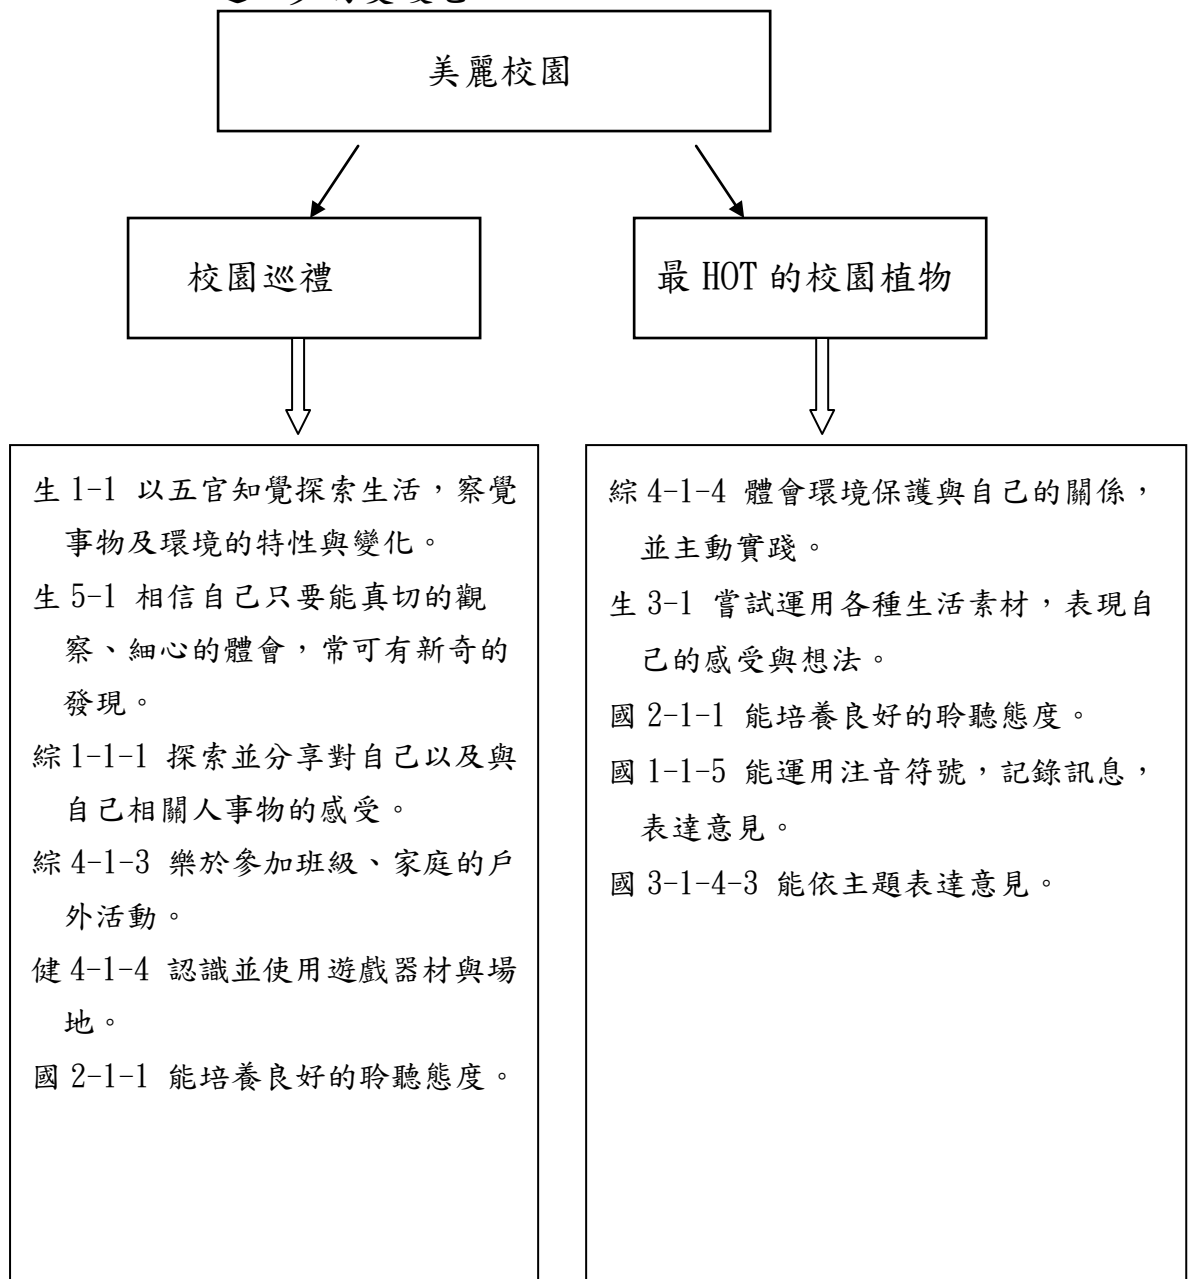 美麗校園
校園巡禮
最 HOT 的校園植物
生 1-1 以五官知覺探索生活，察覺
事物及環境的特性與變化。
生 5-1 相信自己只要能真切的觀
察、細心的體會，常可有新奇的
發現。
綜 1-1-1 探索並分享對自己以及與
自己相關人事物的感受。
綜 4-1-3 樂於參加班級、家庭的戶
外活動。
健 4-1-4 認識並使用遊戲器材與場
地。
國 2-1-1 能培養良好的聆聽態度。
綜 4-1-4 體會環境保護與自己的關係，
並主動實踐。
生 3-1 嘗試運用各種生活素材，表現自
己的感受與想法。
國 2-1-1 能培養良好的聆聽態度。
國 1-1-5 能運用注音符號，記錄訊息，
表達意見。
國 3-1-4-3 能依主題表達意見。